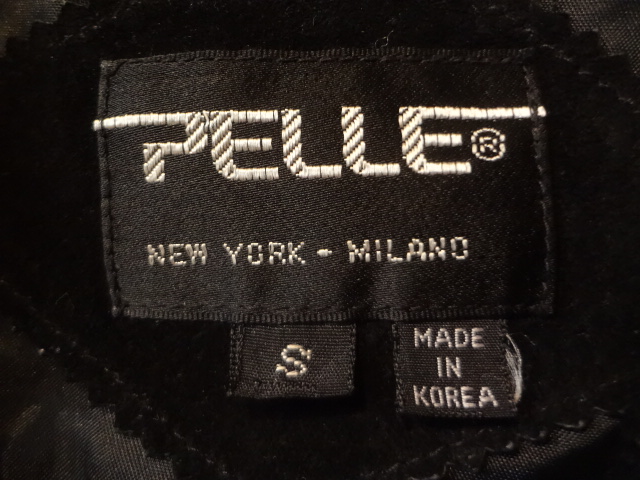 PELLE®
NEW YORK - MILANO
S
MADE
IN
KOREA